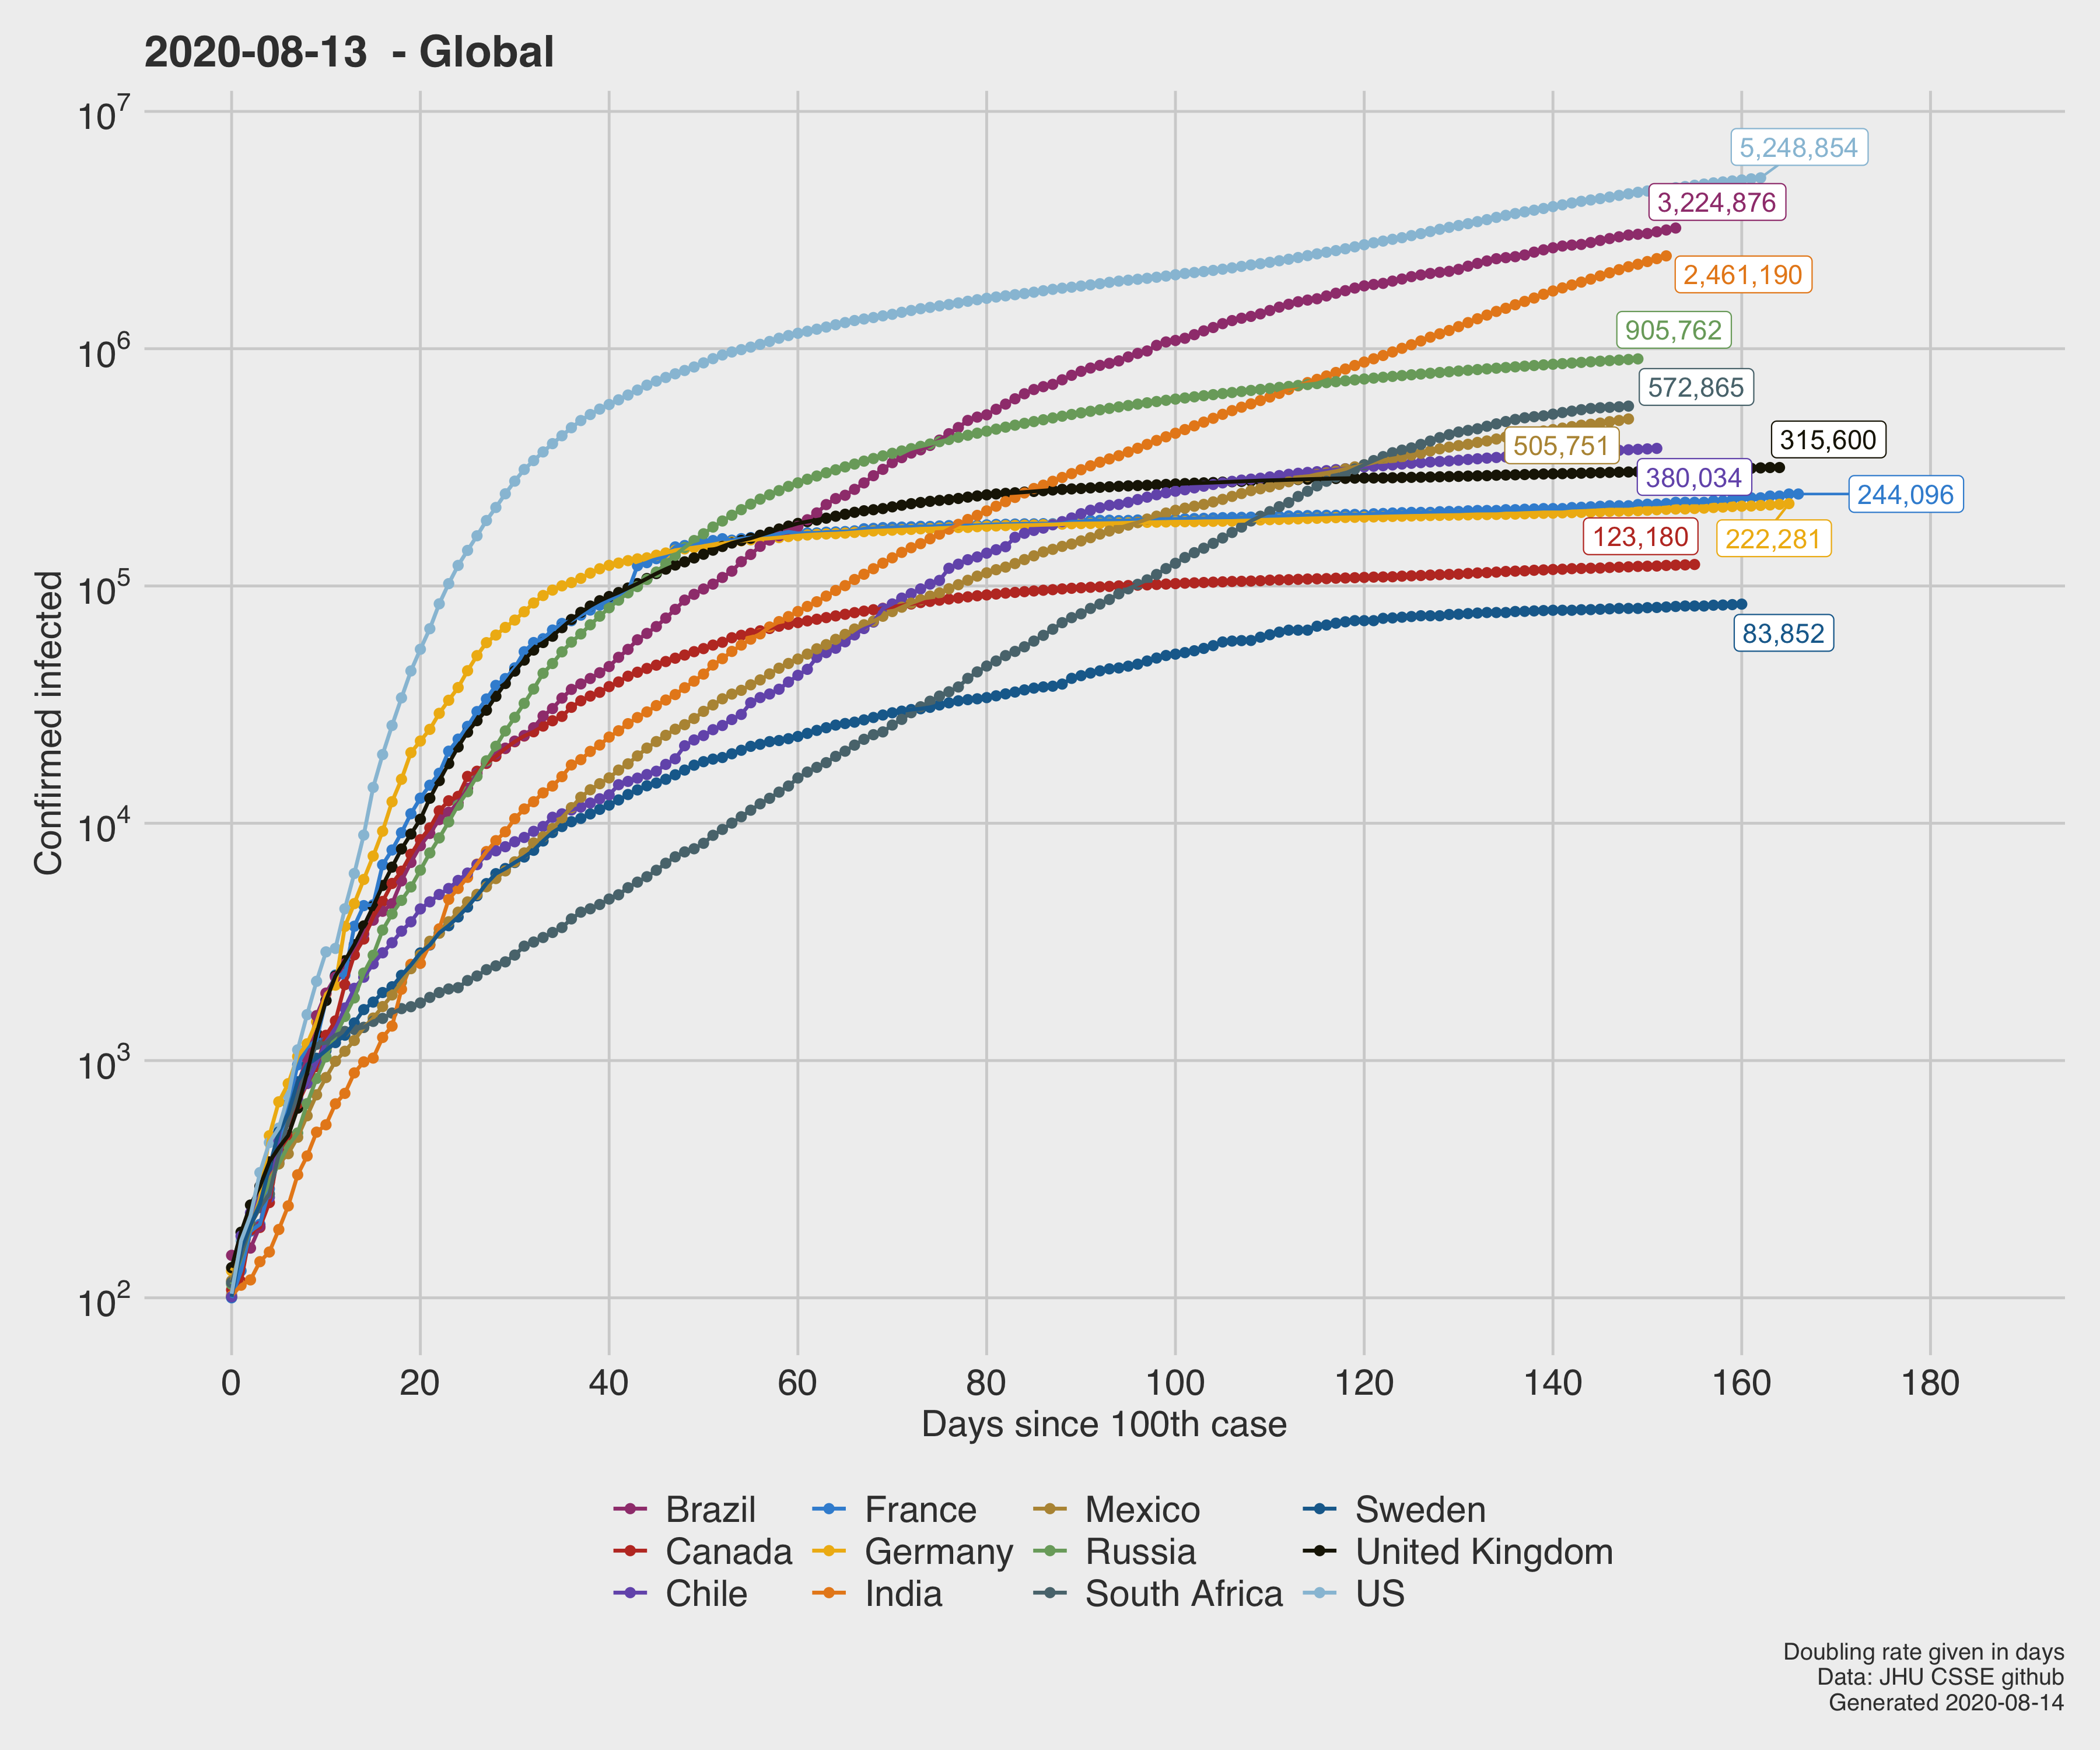 2020-08-13  - Global
Confirmed infected
10^7
10^6
10^5
10^4
10^3
10^2
5,248,854
3,224,876
2,461,190
905,762
572,865
505,751
315,600
380,034
244,096
123,180
222,281
83,852
0 20 40 60 80 100 120 140 160 180
Days since 100th case
Brazil France Mexico Sweden
Canada Germany Russia United Kingdom
Chile India South Africa US
Doubling rate given in days
Data: JHU CSSE github
Generated 2020-08-14